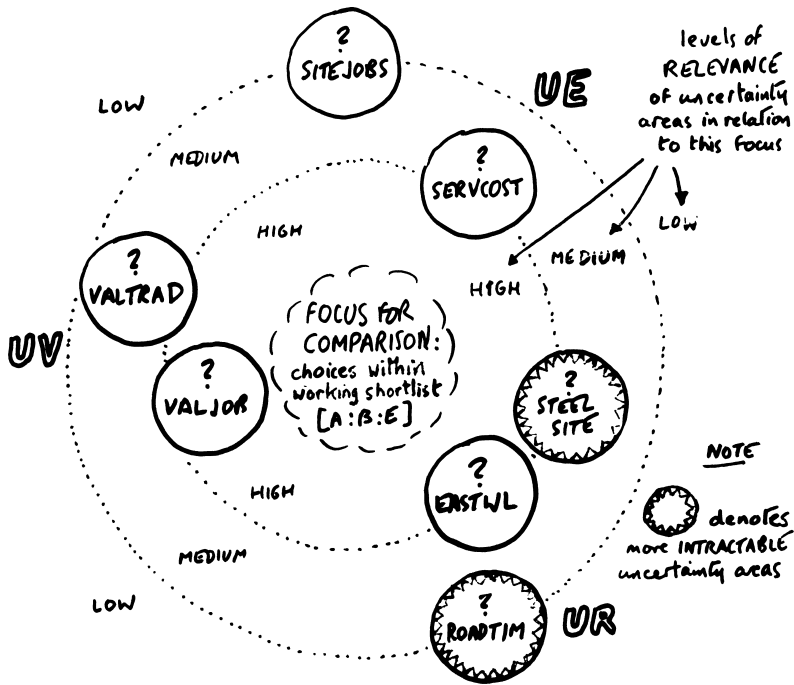 ?
SITEJOBS
UE
levels of
RELEVANCE
of uncertainty
areas in relation
to this focus
LOW
MEDIUM
HIGH
?
SERVCOST
LOW
MEDIUM
HIGH
?
VALTRAD
UV
?
VALJOB
FOCUS FOR
COMPARISON:
choices within
working shortlist
[A:B:E]
?
STEEL
SITE
?
EASTWL
HIGH
MEDIUM
LOW
?
ROADTIM
UR
NOTE
denotes
more INTRACTABLE
uncertainty areas